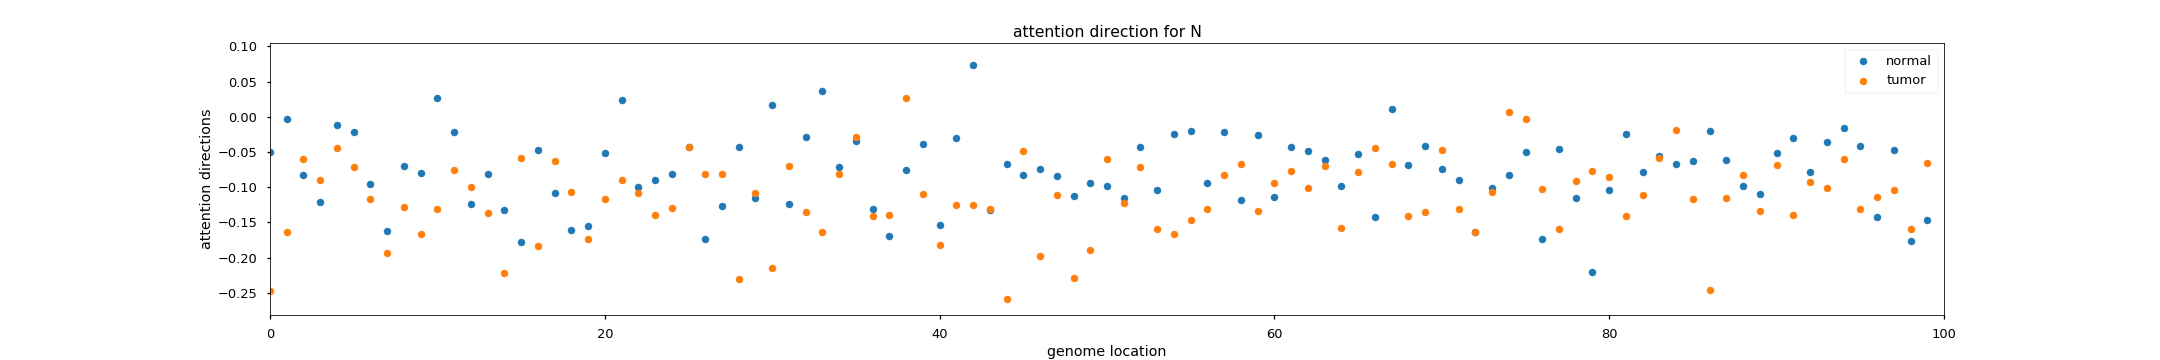 attention direction for N
0.10
0.05
0.00
−0.05
−0.10
−0.15
−0.20
−0.25
attention directions
normal
tumor
0 20 40 60 80 100
genome location